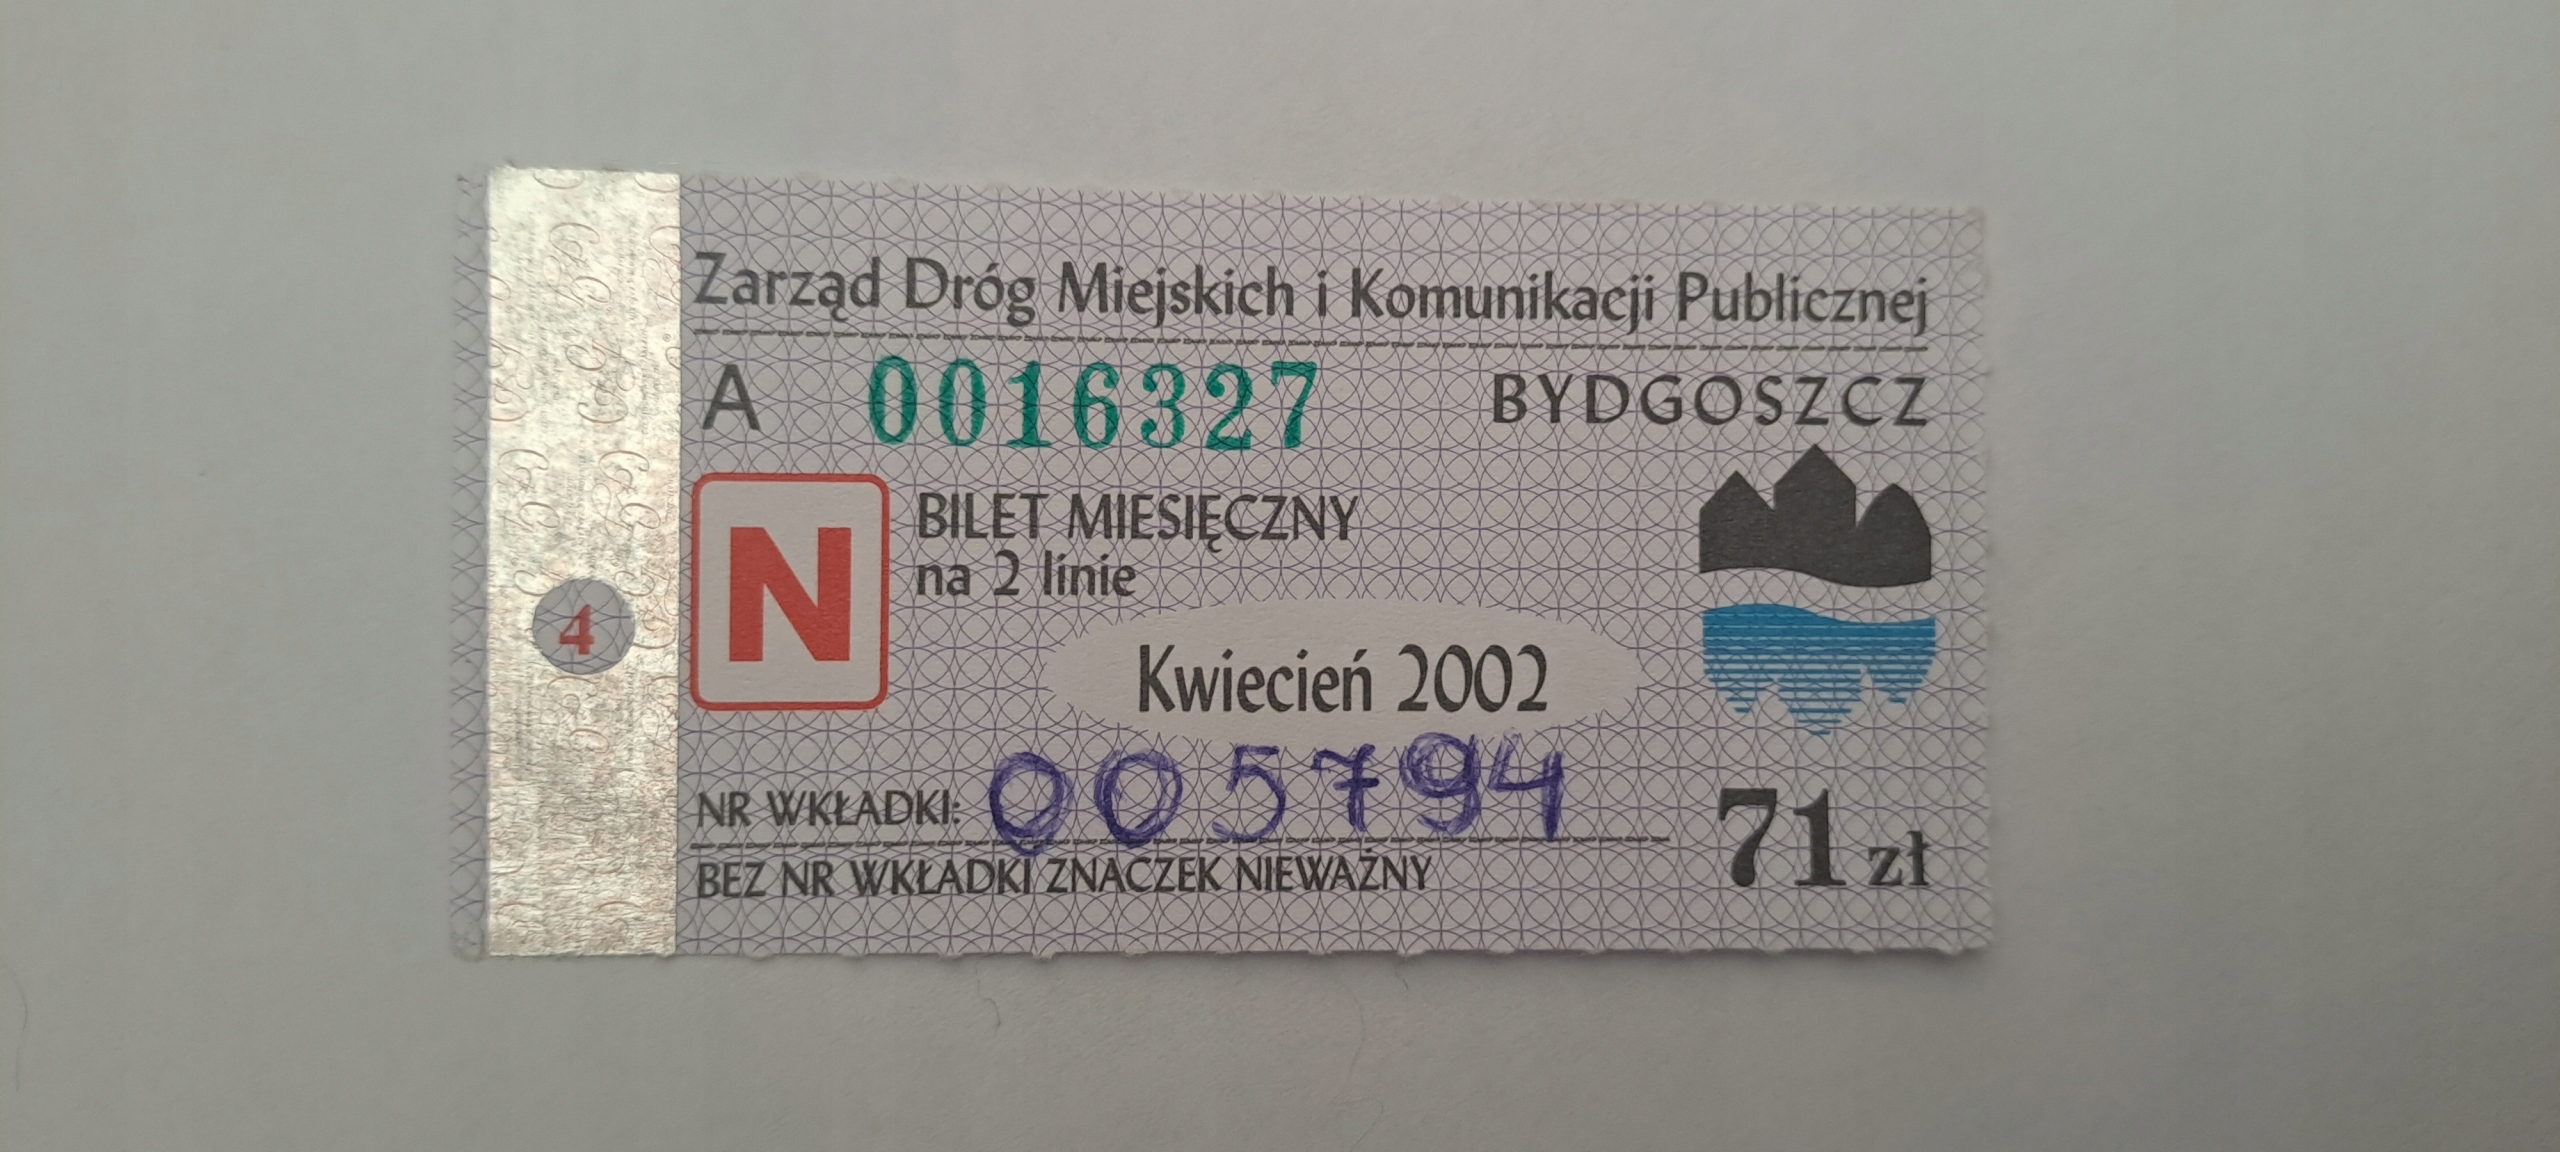 Zarząd Dróg Miejskich i Komunikacji Publicznej
A 0016327 BYDGOSZCZ
N BILET MIESIĘCZNY
na 2 linie
4
Kwiecień 2002
NR WKŁADKI: 005794
71 zł
BEZ NR WKŁADKI ZNACZEK NIEWAŻNY